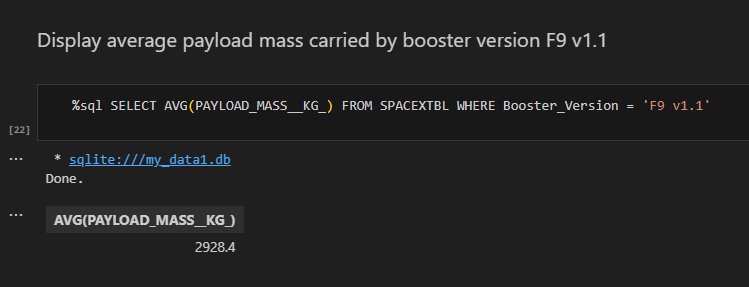 Display average payload mass carried by booster version F9 v1.1
%sql SELECT AVG(PAYLOAD_MASS__KG_) FROM SPACEXTBL WHERE Booster_Version = 'F9 v1.1'
[22]
... * sqlite:///my_data1.db
Done.
... AVG(PAYLOAD_MASS__KG_)
2928.4